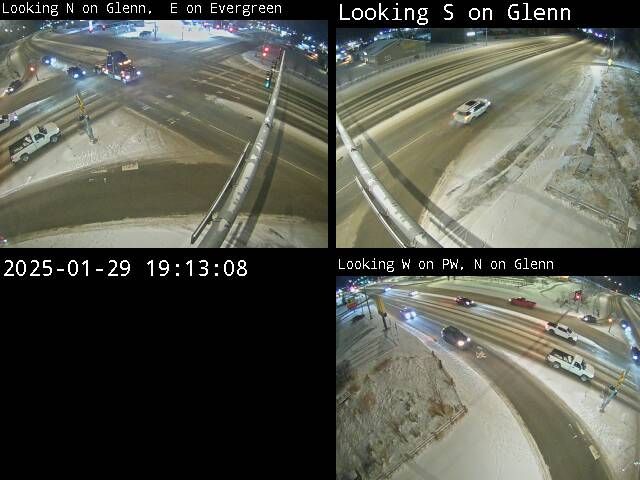 Looking N on Glenn, E on Evergreen
Looking S on Glenn
2025-01-29 19:13:08
Looking W on PW, N on Glenn